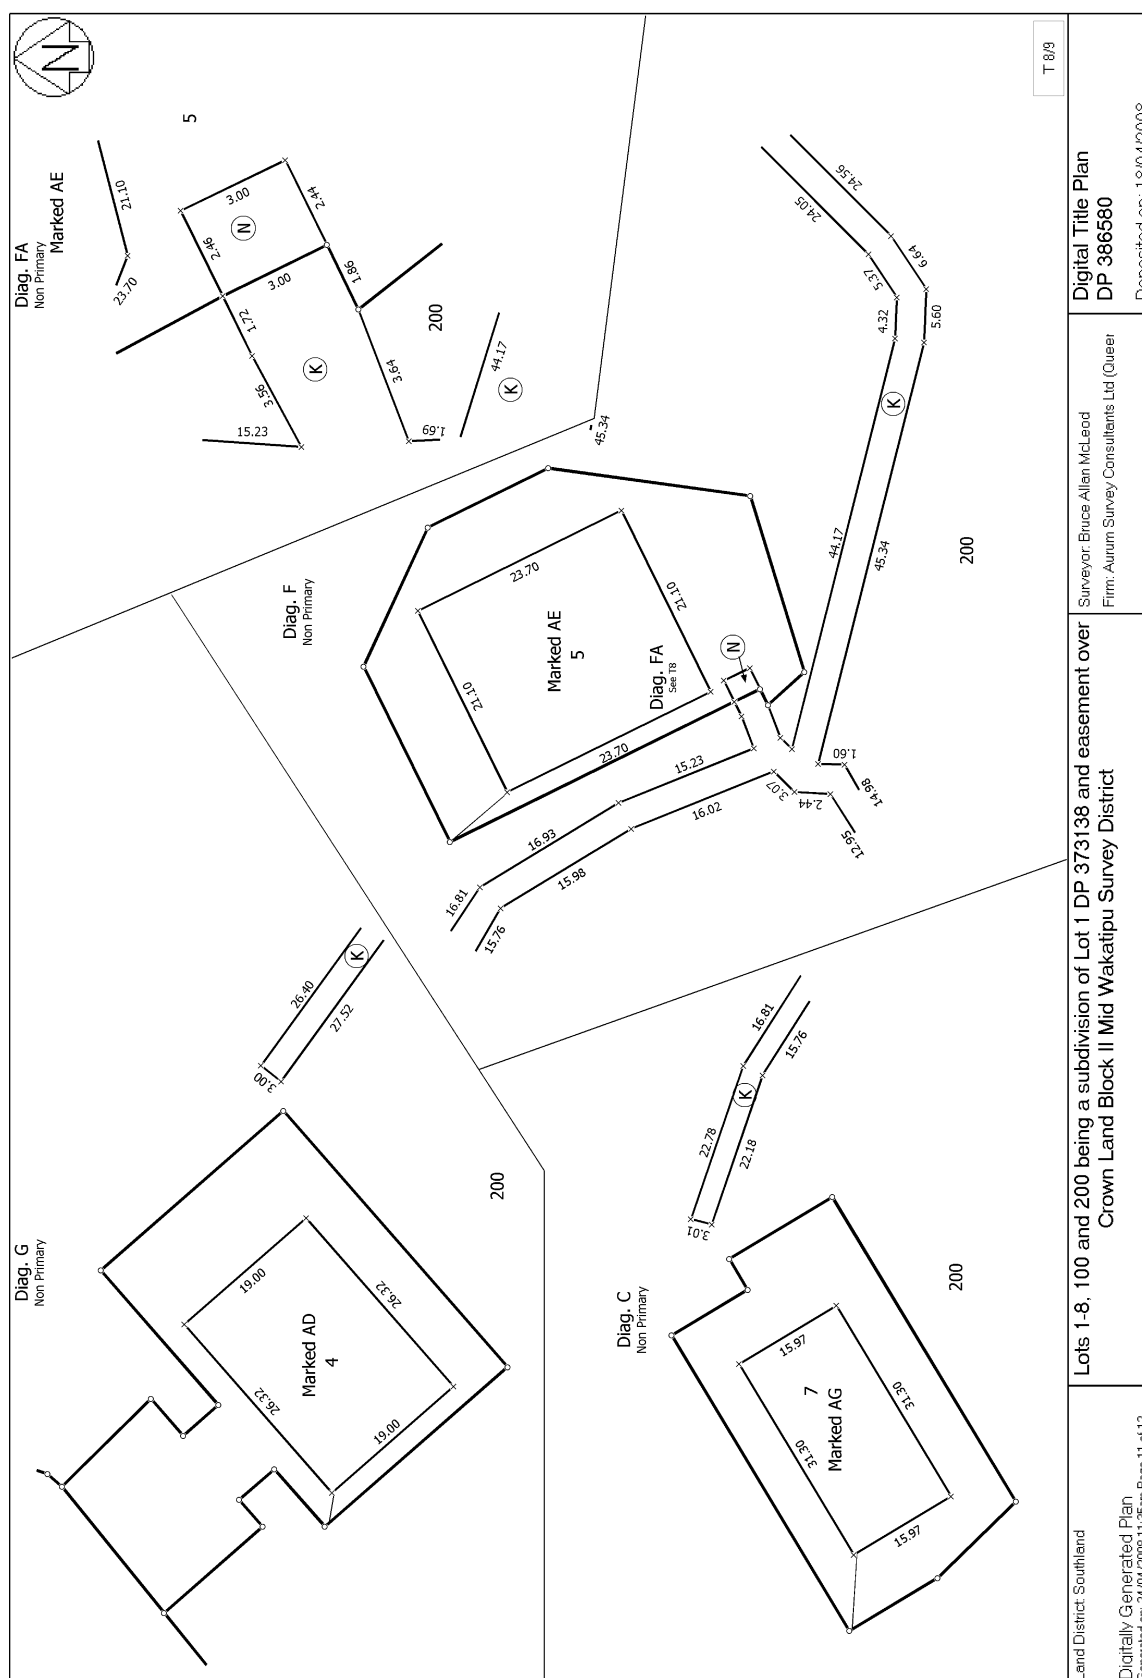 N
Diag. G
Non Primary
19.00
26.32
26.32
19.00
Marked AD
4
3.00
26.40
27.52
K
200
Diag. FA
Non Primary
Marked AE
23.70
21.10
5
2.46
3.00
N
2.44
3.00
1.72
1.86
3.56
K
3.64
15.23
1.69
200
44.17
K
45.34
Diag. F
Non Primary
23.70
21.10
21.10
23.70
Marked AE
5
Diag. FA
See T8
N
15.23
16.02
16.93
15.98
16.81
15.76
3.07
2.44
12.95
1.60
14.98
44.17
45.34
K
4.32
5.60
5.37
6.64
24.05
24.56
200
Diag. C
Non Primary
15.97
31.30
31.30
15.97
7
Marked AG
3.01
22.78
22.18
K
16.81
15.76
200
T 8/9
Land District: Southland
Digitally Generated Plan
Lots 1-8, 100 and 200 being a subdivision of Lot 1 DP 373138 and easement over
Crown Land Block II Mid Wakatipu Survey District
Surveyor: Bruce Allan McLeod
Firm: Aurum Survey Consultants Ltd (Queen
Digital Title Plan
DP 386580